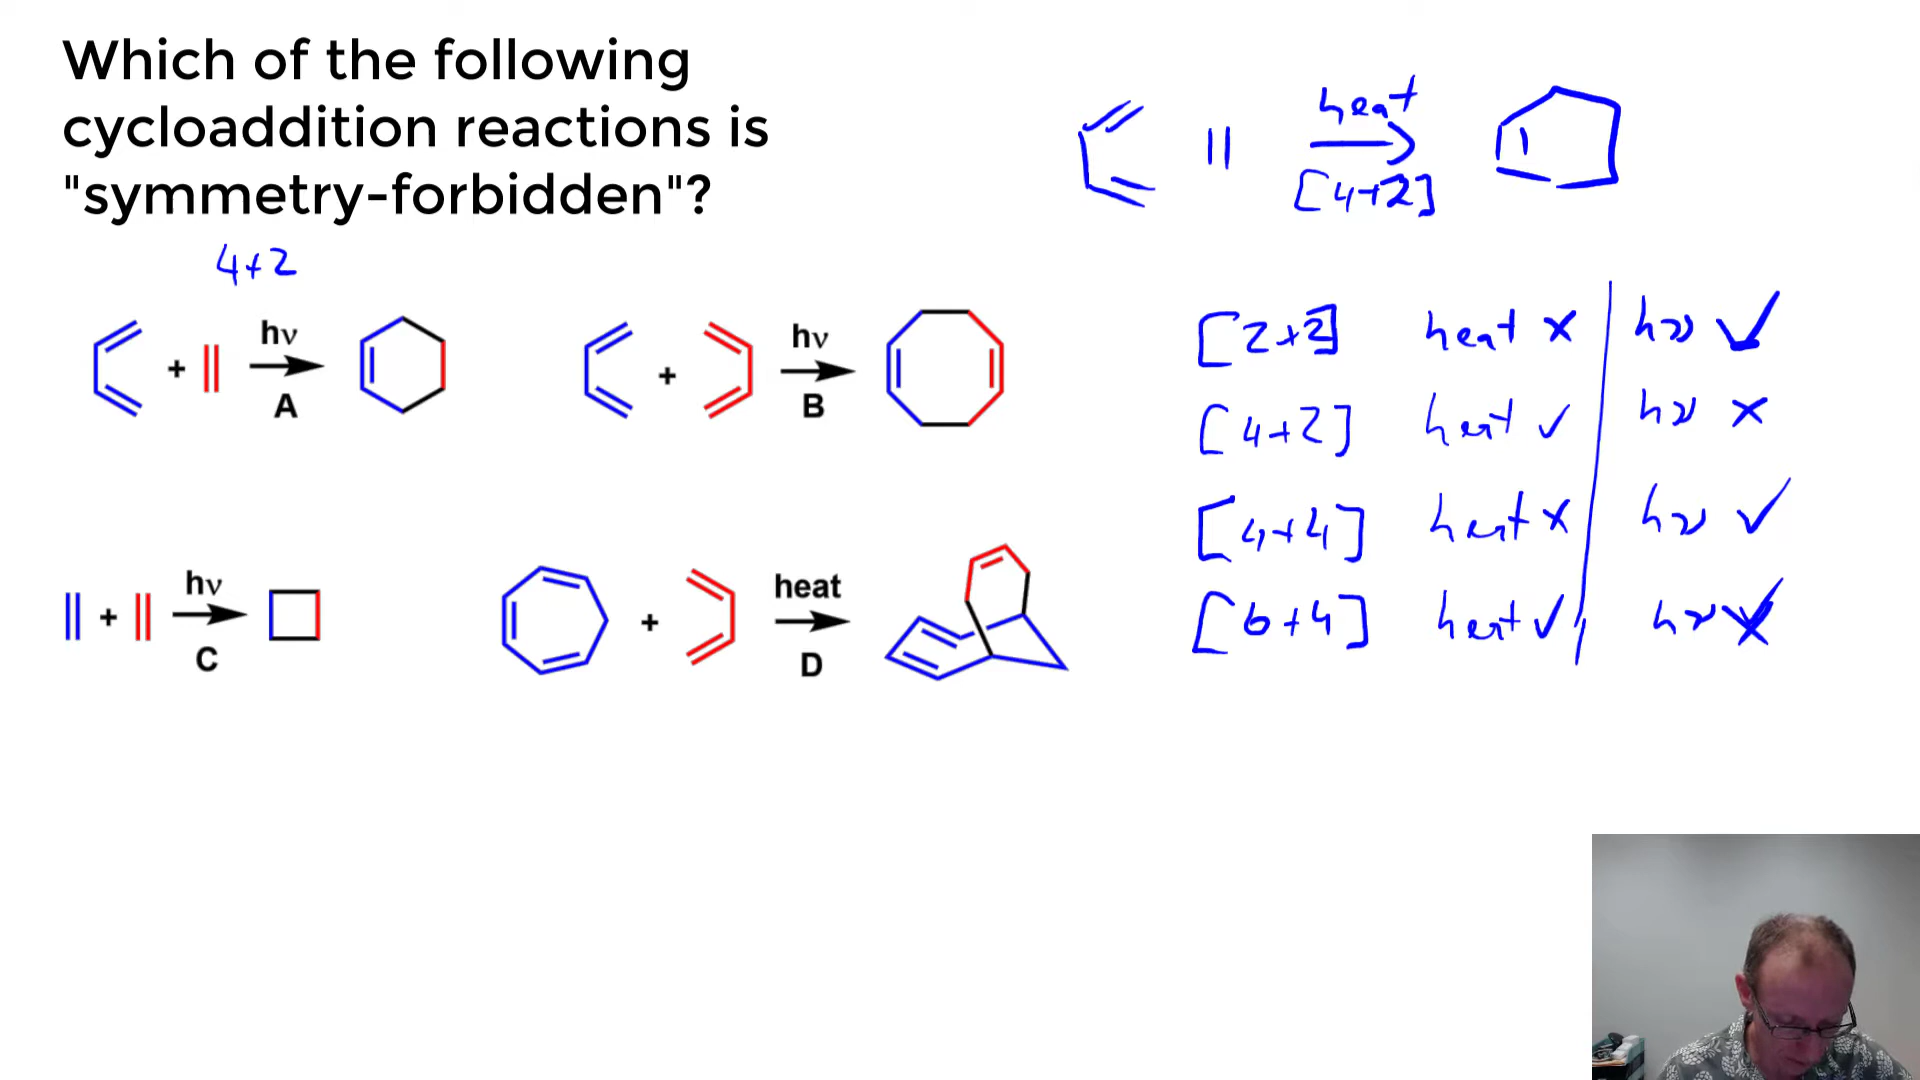 Which of the following
cycloaddition reactions is
"symmetry-forbidden"?
4+2
heat
[4+2]
hν
+
A
hν
+
B
hν
+
C
heat
+
D
[2+2] heat × hν ✓
[4+2] heat ✓ hν ×
[4+4] heat × hν ✓
[6+4] heat ✓ hν ×